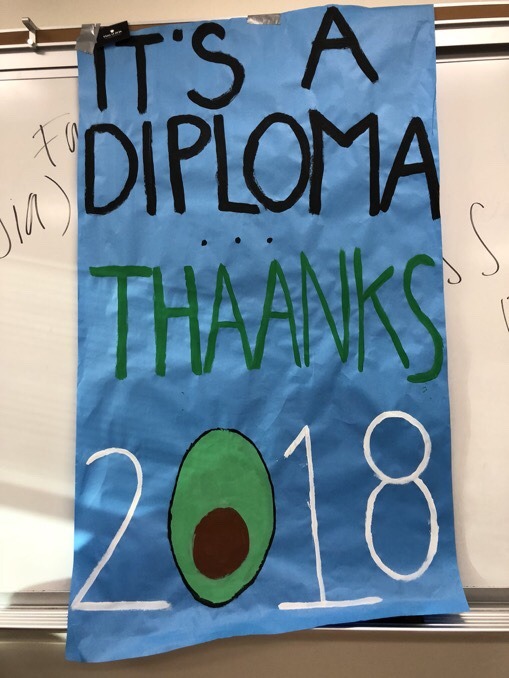 IT'S A
DIPLOMA
...
THAANKS
2018